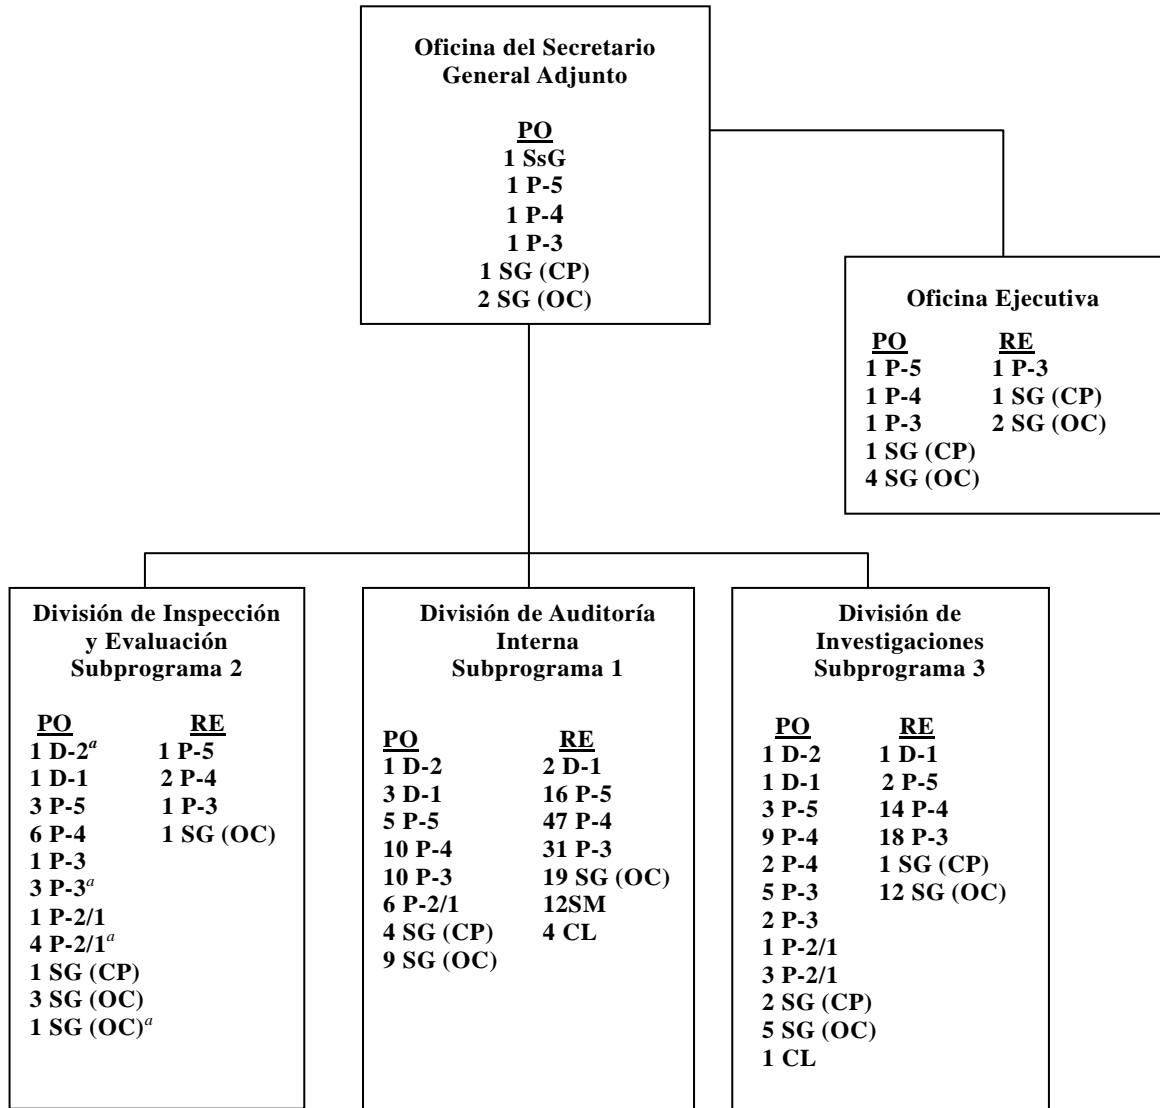 Oficina del Secretario
General Adjunto
PO
1 SsG
1 P-5
1 P-4
1 P-3
1 SG (CP)
2 SG (OC)
Oficina Ejecutiva
PO RE
1 P-5 1 P-3
1 P-4 1 SG (CP)
1 P-3 2 SG (OC)
1 SG (CP)
4 SG (OC)
División de Inspección
y Evaluación
Subprograma 2
PO RE
1 D-2a 1 P-5
1 D-1 2 P-4
3 P-5 1 P-3
6 P-4 1 SG (OC)
1 P-3
3 P-3a
1 P-2/1
4 P-2/1a
1 SG (CP)
3 SG (OC)
1 SG (OC)a
División de Auditoría
Interna
Subprograma 1
PO RE
1 D-2 2 D-1
3 D-1 16 P-5
5 P-5 47 P-4
10 P-4 31 P-3
10 P-3 19 SG (OC)
6 P-2/1 12SM
4 SG (CP) 4 CL
9 SG (OC)
División de
Investigaciones
Subprograma 3
PO RE
1 D-2 1 D-1
1 D-1 2 P-5
3 P-5 14 P-4
9 P-4 18 P-3
2 P-4 1 SG (CP)
5 P-3 12 SG (OC)
2 P-3
1 P-2/1
3 P-2/1
2 SG (CP)
5 SG (OC)
1 CL